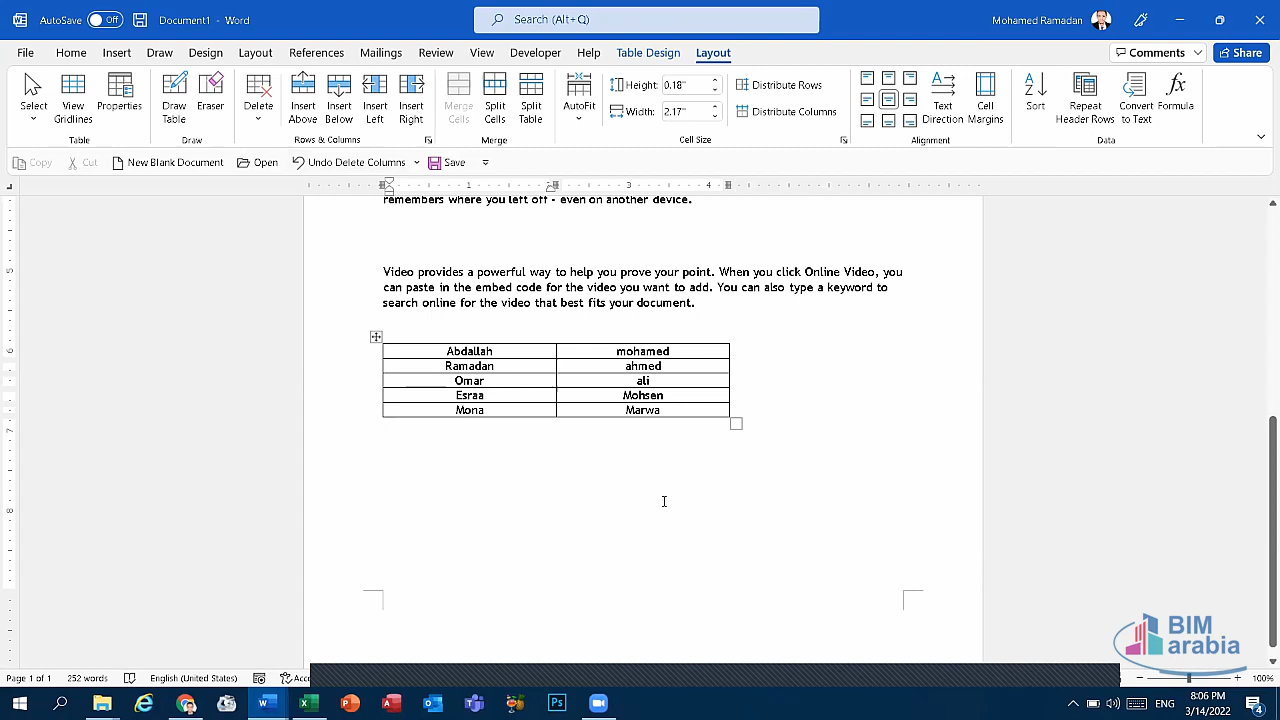 AutoSave Off Document1 - Word Search (Alt+Q) Mohamed Ramadan
File Home Insert Draw Design Layout References Mailings Review View Developer Help Table Design Layout Comments Share
Select View Gridlines Properties Draw Table Eraser Delete Insert Above Insert Below Insert Left Insert Right Merge Cells Split Cells Split Table AutoFit Height: 0.18" Distribute Rows Text Direction Cell Margins Sort Repeat Header Rows Convert to Text Formula
Width: 2.17" Distribute Columns
Table Draw Rows & Columns Merge Cell Size Alignment Data
Copy Cut New Blank Document Open Undo Delete Columns Save
1 3 4
remembers where you left off - even on another device.
Video provides a powerful way to help you prove your point. When you click Online Video, you
can paste in the embed code for the video you want to add. You can also type a keyword to
search online for the video that best fits your document.
Abdallah mohamed
Ramadan ahmed
Omar ali
Esraa Mohsen
Mona Marwa
5
6
7
8
BIM
arabia
Page 1 of 1 252 words English (United States) 100%
ENG 8:06 PM
3/14/2022
Ps
4